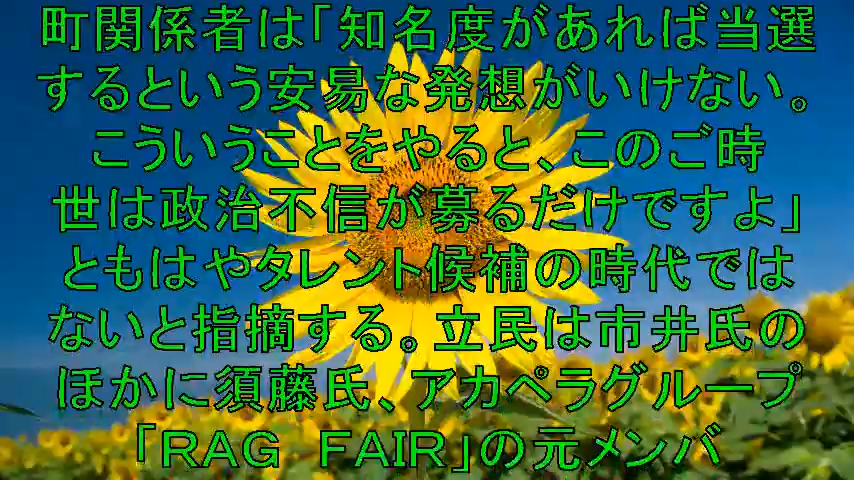 町関係者は「知名度があれば当選
するという安易な発想がいけない。
こういうことをやると、このご時
世は政治不信が募るだけですよ」
ともはやタレント候補の時代では
ないと指摘する。立民は市井氏の
ほかに須藤氏、アカペラグループ
「ＲＡＧ　ＦＡＩＲ」の元メンバ